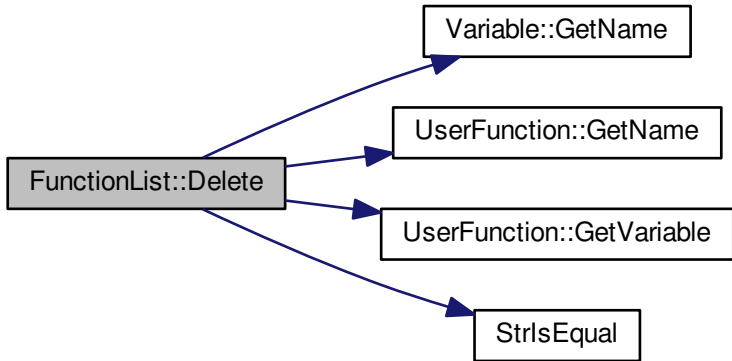 Variable::GetName
UserFunction::GetName
FunctionList::Delete
UserFunction::GetVariable
StrIsEqual